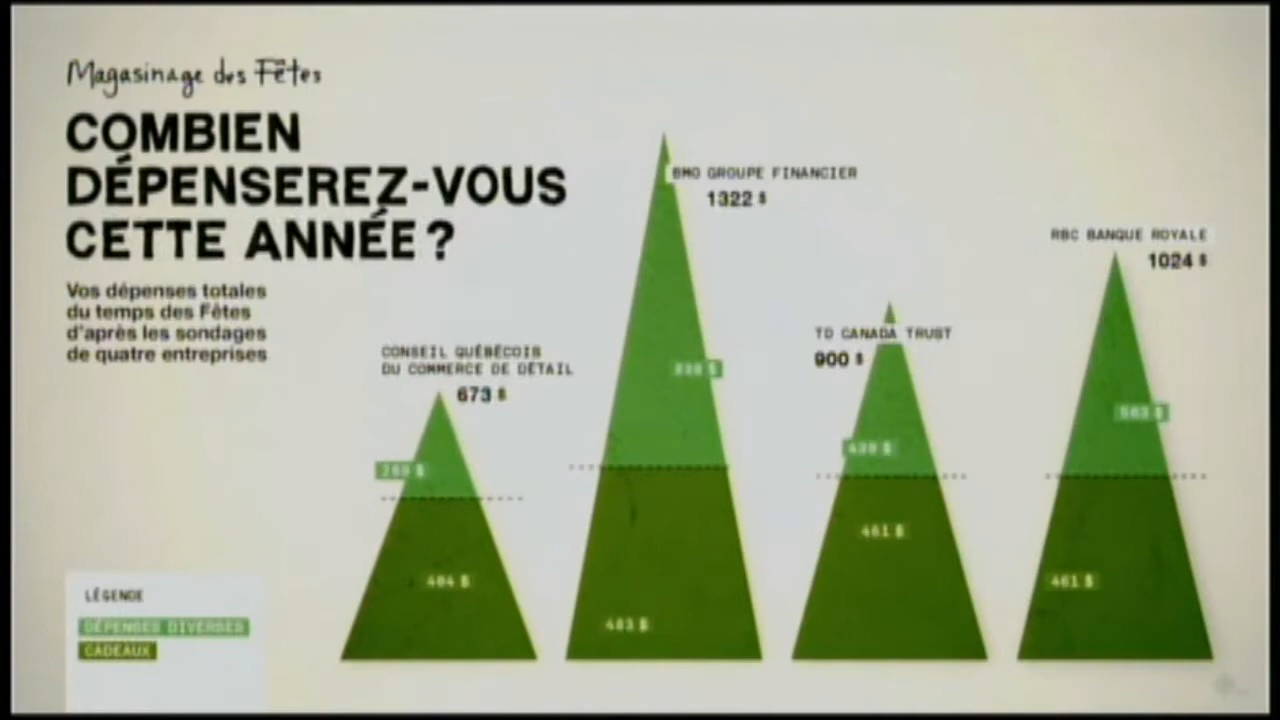 Magasinage des Fêtes
COMBIEN
DÉPENSEREZ-VOUS
CETTE ANNÉE ?
Vos dépenses totales
du temps des Fêtes
d'après les sondages
de quatre entreprises
CONSEIL QUÉBÉCOIS
DU COMMERCE DE DÉTAIL
673 $
269 $
404 $
BMO GROUPE FINANCIER
1322 $
483 $
TD CANADA TRUST
900 $
439 $
461 $
RBC BANQUE ROYALE
1024 $
563 $
461 $
LÉGENDE
DÉPENSES DIVERSES
CADEAUX